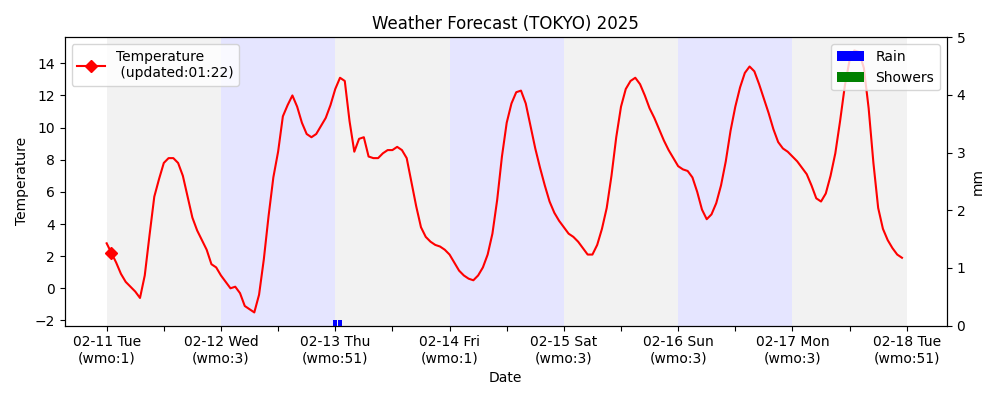 Weather Forecast (TOKYO) 2025
Temperature
(updated:01:22)
Rain
Showers
14
12
10
8
6
4
2
0
−2
Temperature
5
4
3
2
1
0
mm
02-11 Tue
(wmo:1)
02-12 Wed
(wmo:3)
02-13 Thu
(wmo:51)
02-14 Fri
(wmo:1)
02-15 Sat
(wmo:3)
02-16 Sun
(wmo:3)
02-17 Mon
(wmo:3)
02-18 Tue
(wmo:51)
Date